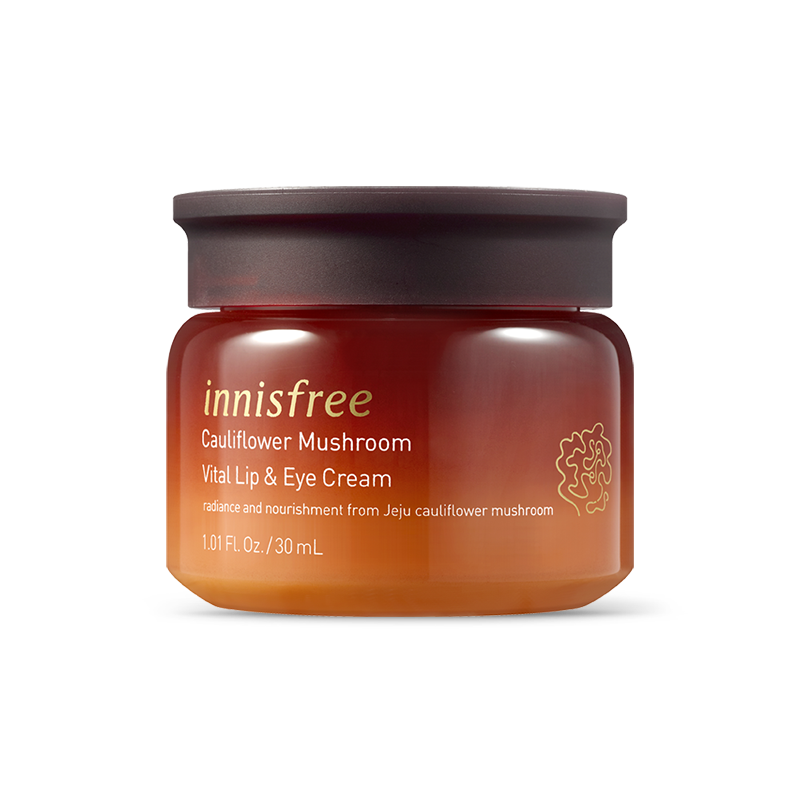 innisfree
Cauliflower Mushroom
Vital Lip & Eye Cream
radiance and nourishment from Jeju cauliflower mushroom
1.01 Fl. Oz. / 30 mL